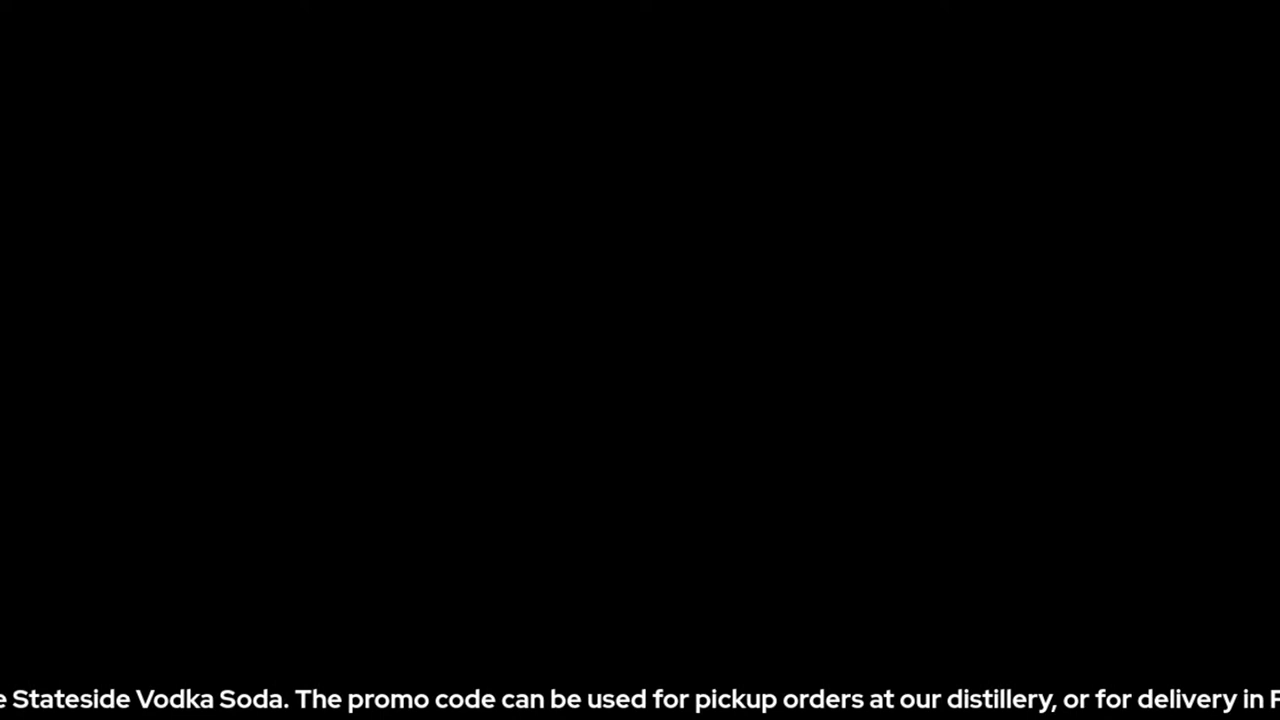 Stateside Vodka Soda. The promo code can be used for pickup orders at our distillery, or for delivery in